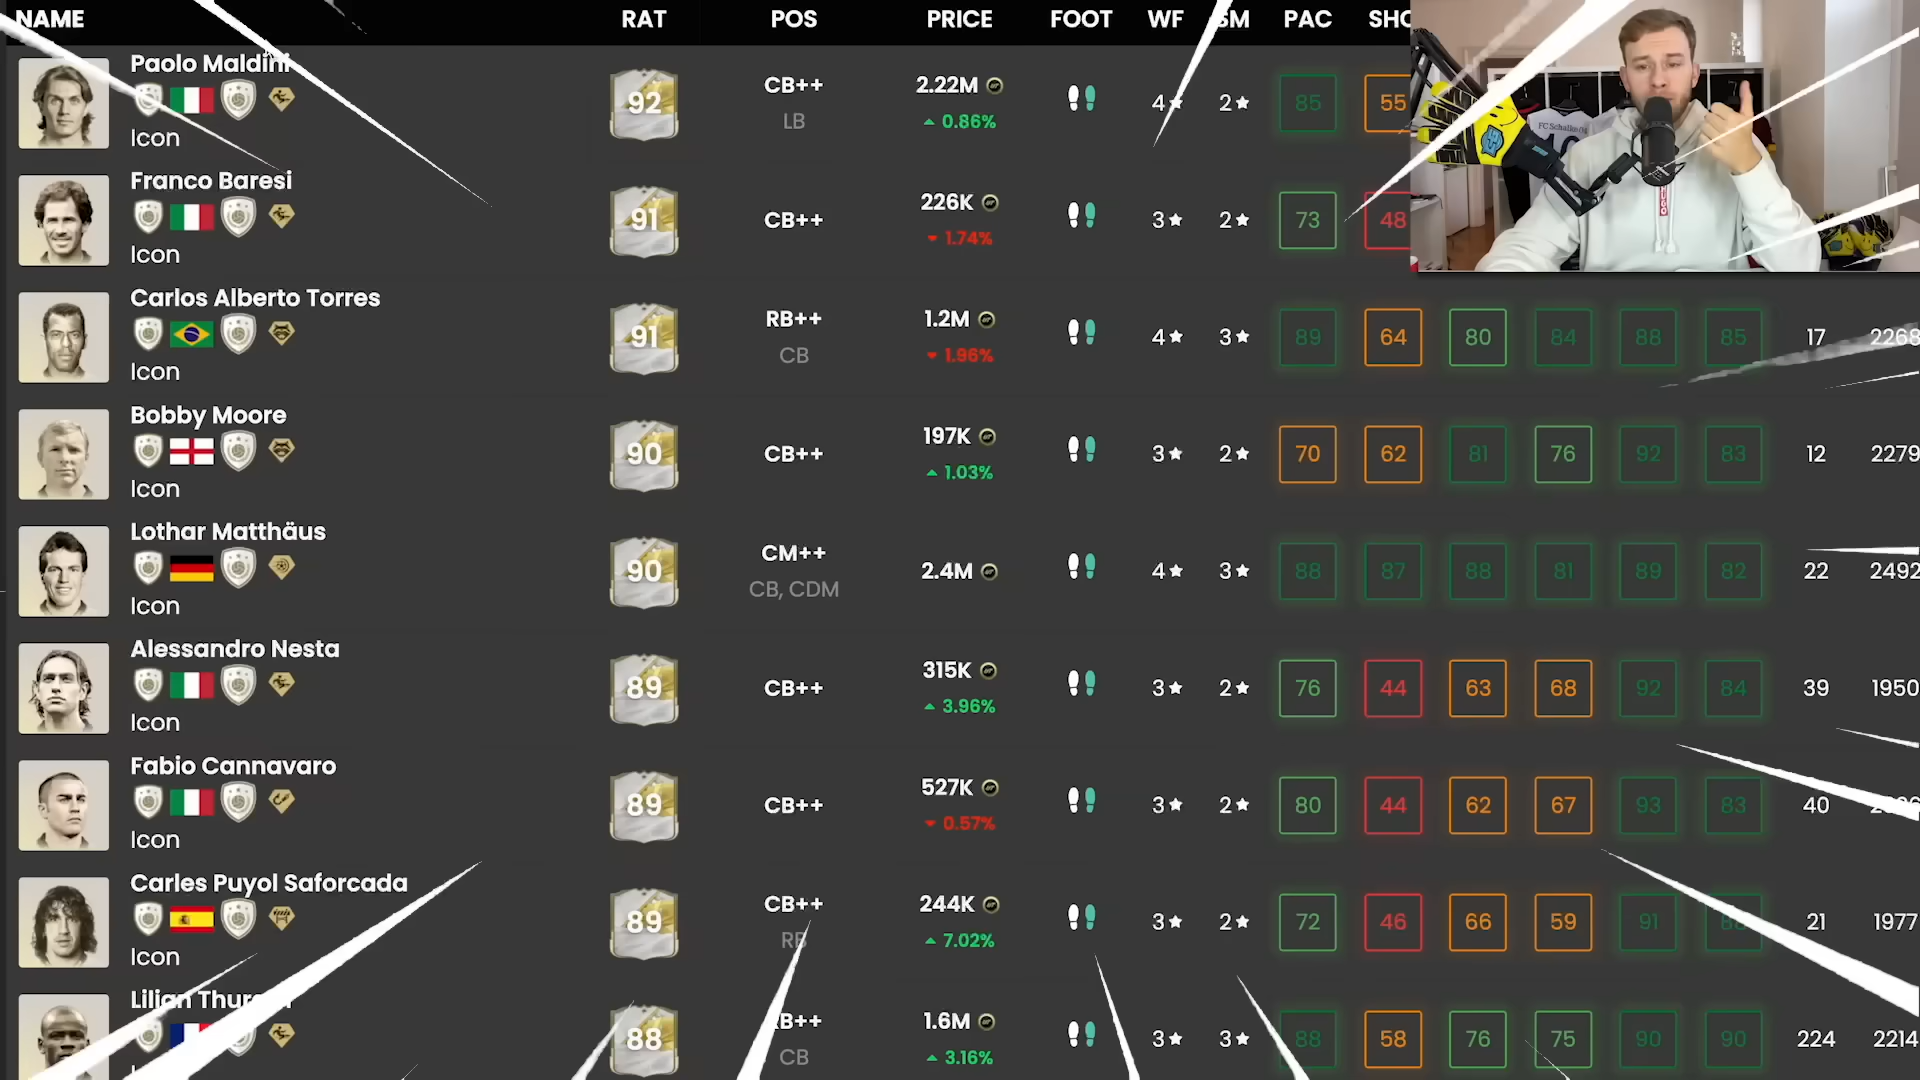 NAME RAT POS PRICE FOOT WF SM PAC SHO
Paolo Maldini
92 CB++ 2.22M 4★ 2★ 85 55
LB 0.86%
Icon
Franco Baresi
91 CB++ 226K 3★ 2★ 73 48
1.74%
Icon
Carlos Alberto Torres
91 RB++ 1.2M 4★ 3★ 89 64 80 84 88 85 17 2268
CB 1.96%
Icon
Bobby Moore
90 CB++ 197K 3★ 2★ 70 62 81 76 92 83 12 2279
1.03%
Icon
Lothar Matthäus
90 CM++ 2.4M 4★ 3★ 88 87 88 81 89 82 22 2492
CB, CDM
Icon
Alessandro Nesta
89 CB++ 315K 3★ 2★ 76 44 63 68 92 84 39 1950
3.96%
Icon
Fabio Cannavaro
89 CB++ 527K 3★ 2★ 80 44 62 67 93 83 40
0.57%
Icon
Carles Puyol Saforcada
89 CB++ 244K 3★ 2★ 72 46 66 59 91 21 1977
RB 7.02%
Icon
Lilian
88 1.6M 3★ 3★ 88 58 76 75 90 90 224 2214
CB 3.16%
FC Schalke 04